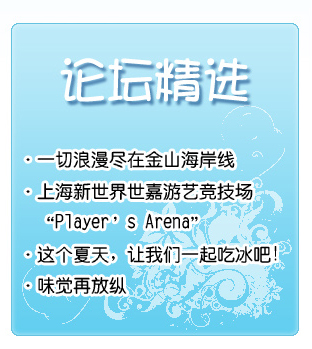 论坛精选
·一切浪漫尽在金山海岸线
·上海新世界世嘉游艺竞技场
“Player’s Arena”
·这个夏天，让我们一起吃冰吧！
·味觉再放纵